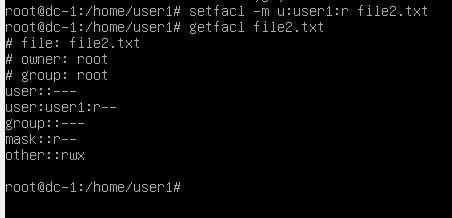 root@dc-1:/home/user1# setfacl -m u:user1:r file2.txt
root@dc-1:/home/user1# getfacl file2.txt
# file: file2.txt
# owner: root
# group: root
user::---
user:user1:r--
group::---
mask::r--
other::rwx
root@dc-1:/home/user1#